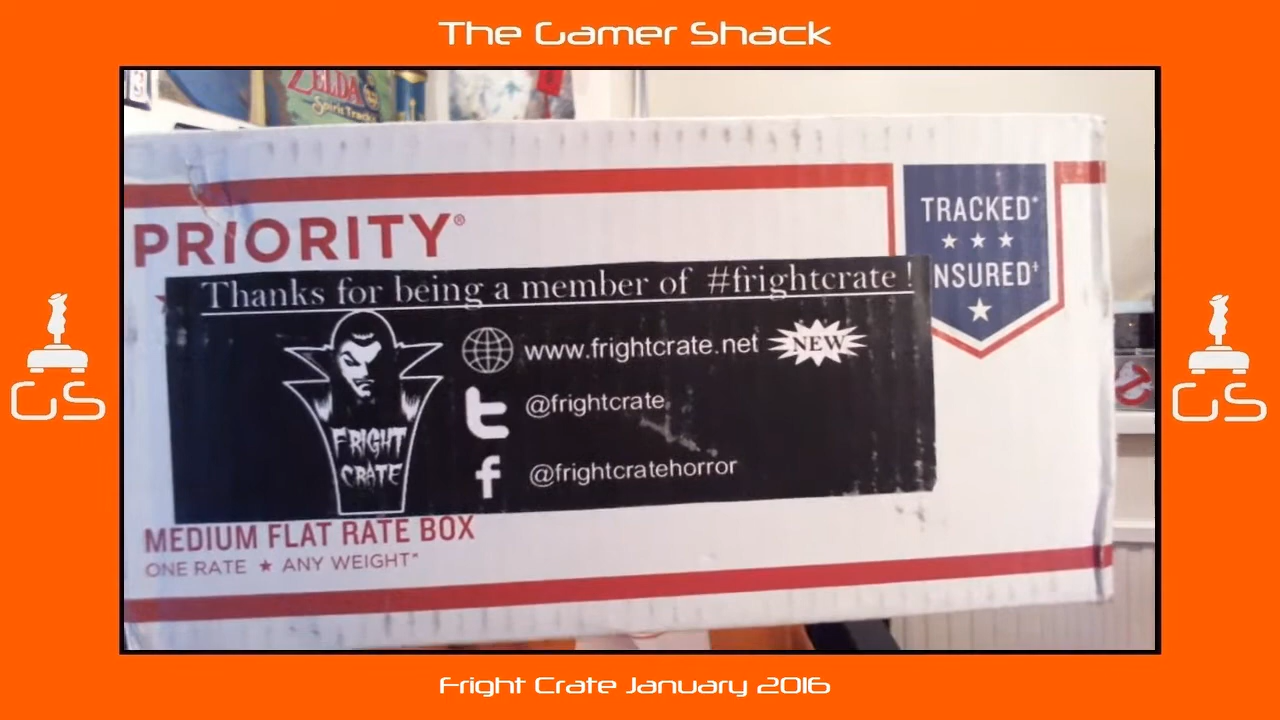 The Gamer Shack
ZELDA
PRIORITY®
TRACKED*
NSURED†
Thanks for being a member of #frightcrate !
www.frightcrate.net NEW
@frightcrate
@frightcratehorror
FRIGHT
CRATE
MEDIUM FLAT RATE BOX
ONE RATE ★ ANY WEIGHT*
GS
GS
Fright Crate January 2016